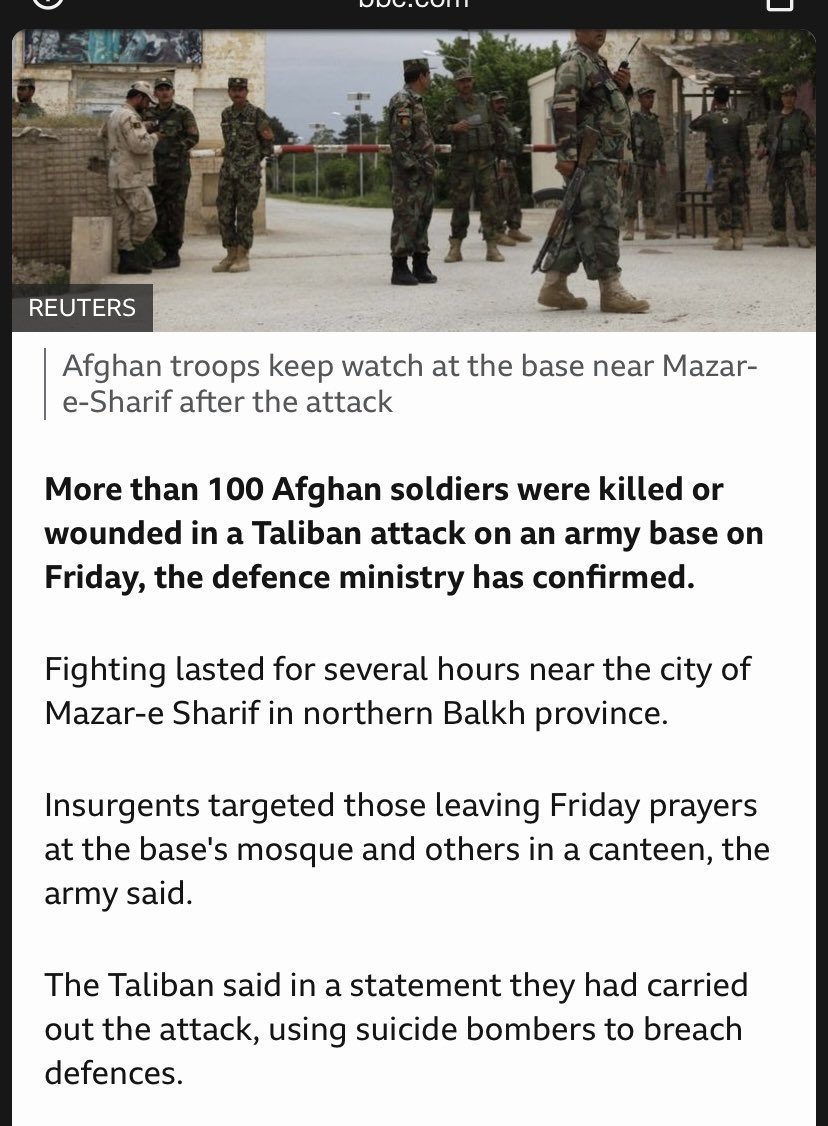 bbc.com
REUTERS
Afghan troops keep watch at the base near Mazar-
e-Sharif after the attack
More than 100 Afghan soldiers were killed or
wounded in a Taliban attack on an army base on
Friday, the defence ministry has confirmed.
Fighting lasted for several hours near the city of
Mazar-e Sharif in northern Balkh province.
Insurgents targeted those leaving Friday prayers
at the base's mosque and others in a canteen, the
army said.
The Taliban said in a statement they had carried
out the attack, using suicide bombers to breach
defences.